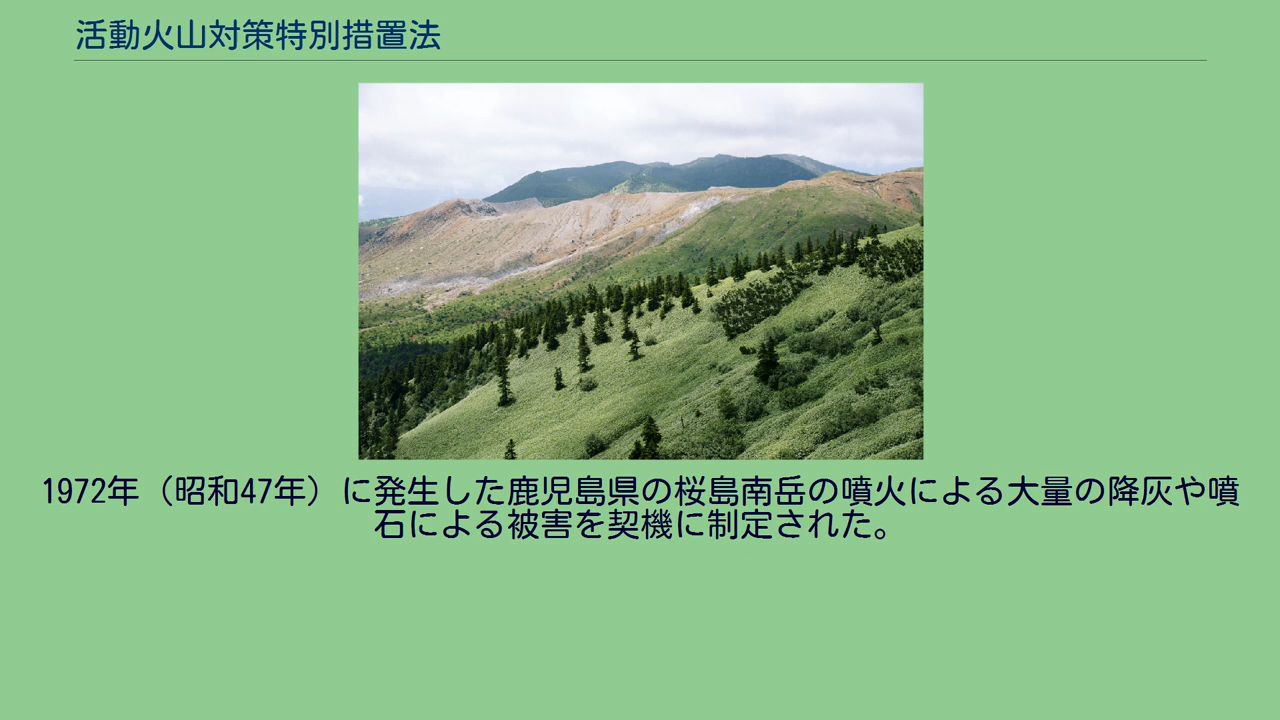 活動火山対策特別措置法
1972年（昭和47年）に発生した鹿児島県の桜島南岳の噴火による大量の降灰や噴
石による被害を契機に制定された。